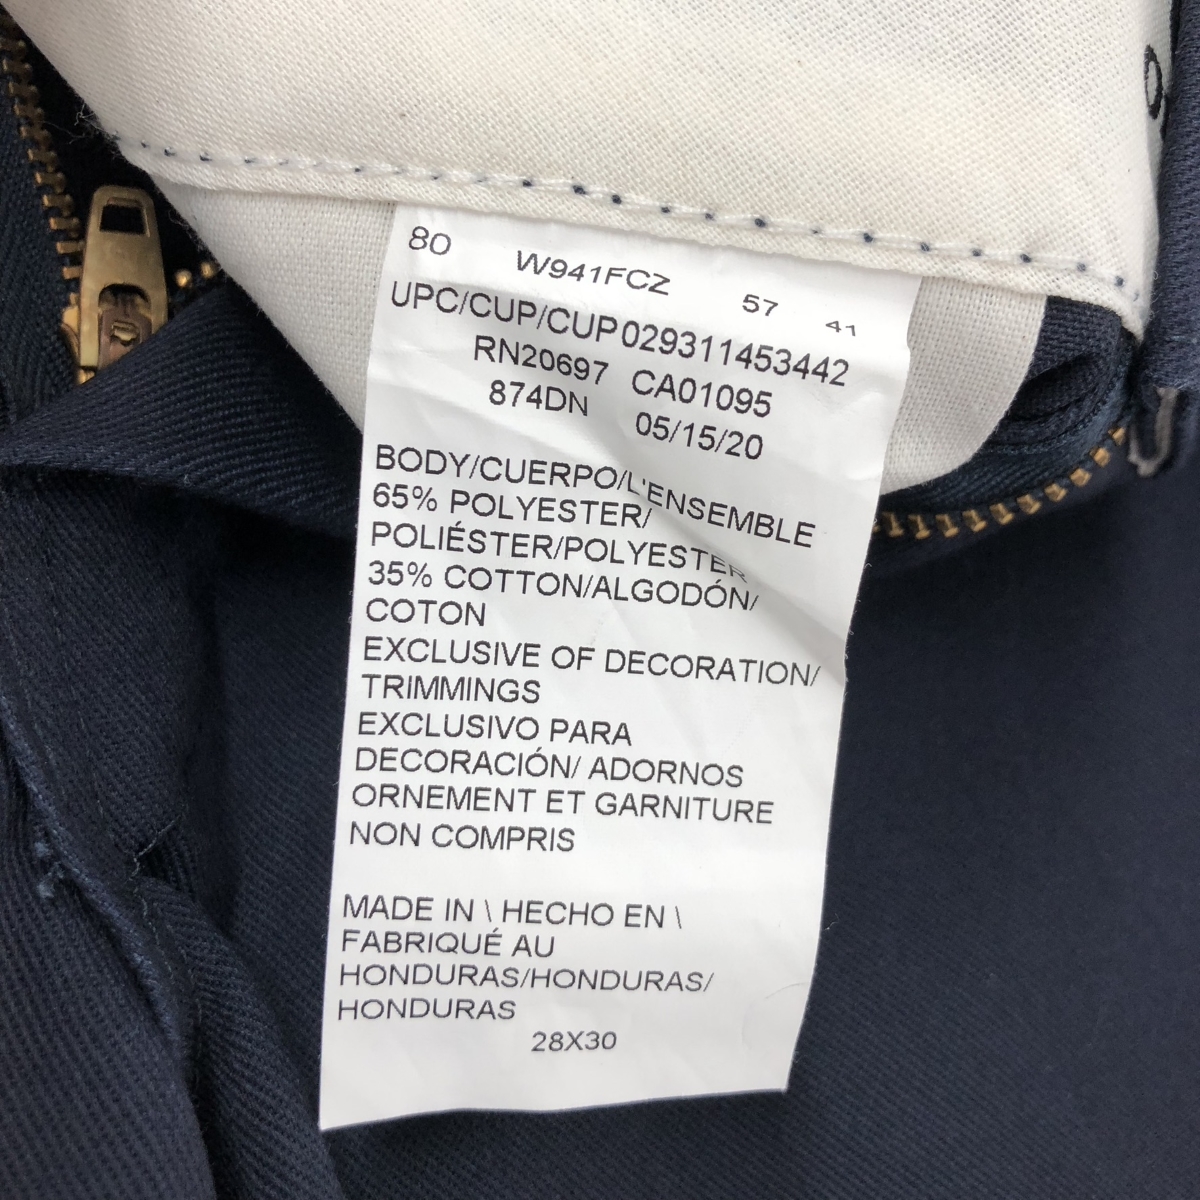 80 W941FCZ 57 41
UPC/CUP/CUP029311453442
RN20697 CA01095
874DN 05/15/20
BODY/CUERPO/L'ENSEMBLE
65% POLYESTER/
POLIÉSTER/POLYESTER
35% COTTON/ALGODÓN/
COTON
EXCLUSIVE OF DECORATION/
TRIMMINGS
EXCLUSIVO PARA
DECORACIÓN/ ADORNOS
ORNEMENT ET GARNITURE
NON COMPRIS
MADE IN \ HECHO EN \
FABRIQUÉ AU
HONDURAS/HONDURAS/
HONDURAS
28X30